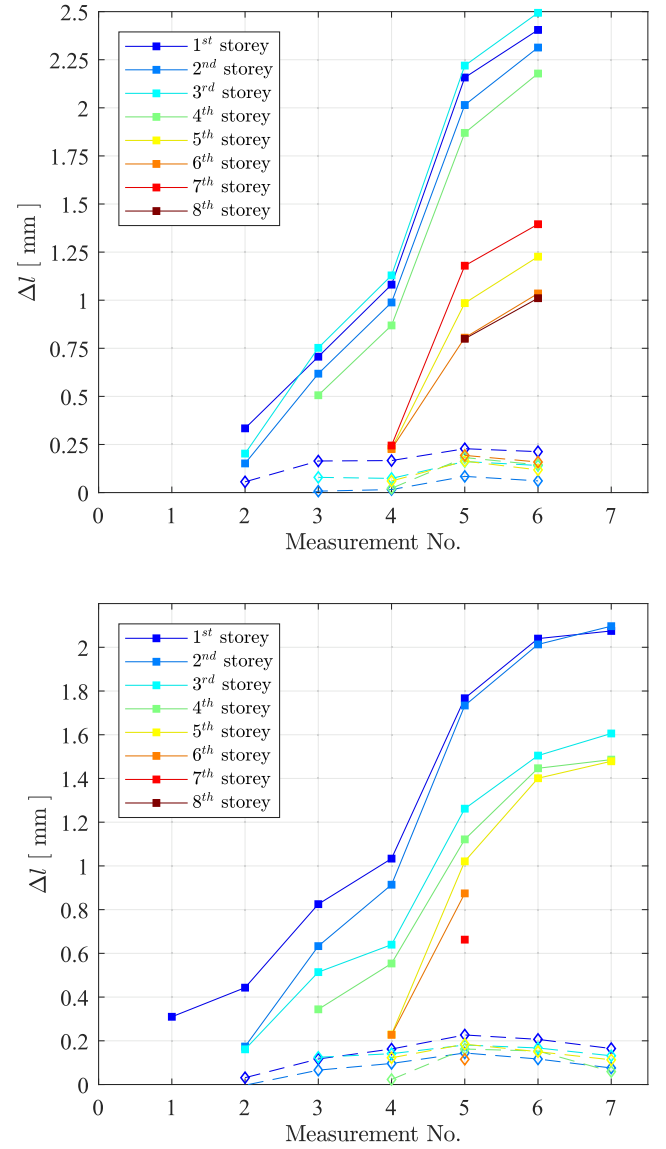 2.5
2.25
2
1.75
1.5
1.25
1
0.75
0.5
0.25
0
Δl [ mm ]
1st storey
2nd storey
3rd storey
4th storey
5th storey
6th storey
7th storey
8th storey
0 1 2 3 4 5 6 7
Measurement No.
2
1.8
1.6
1.4
1.2
1
0.8
0.6
0.4
0.2
0
Δl [ mm ]
1st storey
2nd storey
3rd storey
4th storey
5th storey
6th storey
7th storey
8th storey
0 1 2 3 4 5 6 7
Measurement No.